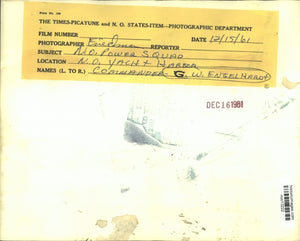 THE TIMES-PICAYUNE and N. O. STATES-ITEM—PHOTOGRAPHIC DEPARTMENT
FILM NUMBER
PHOTOGRAPHER REPORTER DATE 12/15/61
SUBJECT N.O. POWER SQUAD
LOCATION N.O. YACHT HARBOR
NAMES (L. TO R.) COMMANDER G. W. ENGELHARDT
DEC 16 1961